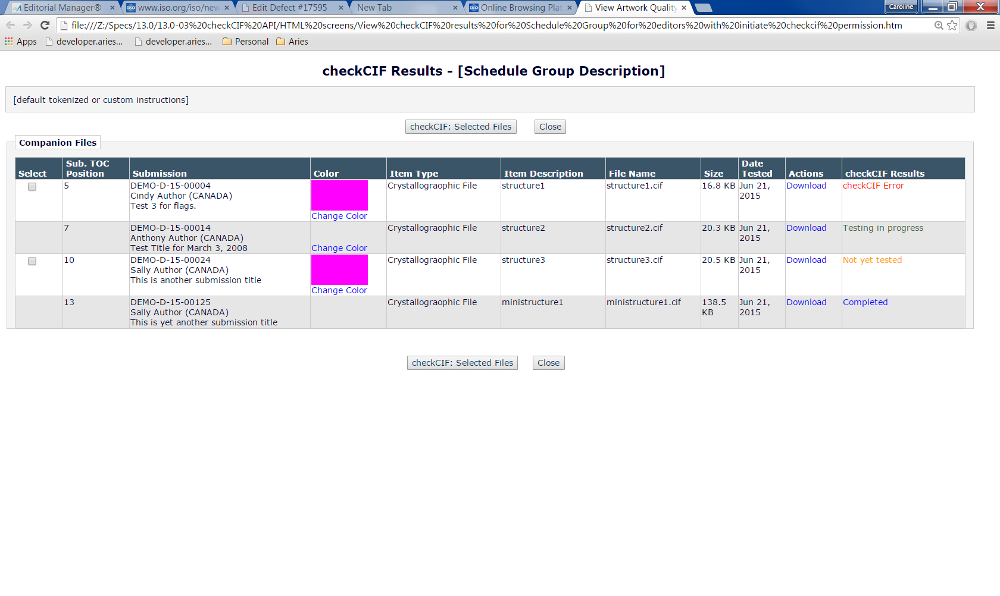 Editorial Manager®
www.iso.org/iso/new
Edit Defect #17595
New Tab
Online Browsing Plat
View Artwork Quality
Caroline
file:///Z:/Specs/13.0/13.0-03%20checkCIF%20API/HTML%20screens/View%20checkCIF%20results%20for%20Schedule%20Group%20for%20editors%20with%20initiate%20checkcif%20permission.htm
Apps
developer.aries...
developer.aries...
Personal
Aries
checkCIF Results - [Schedule Group Description]
[default tokenized or custom instructions]
checkCIF: Selected Files
Close
Companion Files
Select
Sub. TOC
Position
Submission
Color
Item Type
Item Description
File Name
Size
Date
Tested
Actions
checkCIF Results
5
DEMO-D-15-00004
Cindy Author (CANADA)
Test 3 for flags.
Change Color
Crystallograophic File
structure1
structure1.cif
16.8 KB
Jun 21,
2015
Download
checkCIF Error
7
DEMO-D-15-00014
Anthony Author (CANADA)
Test Title for March 3, 2008
Change Color
Crystallograophic File
structure2
structure2.cif
20.3 KB
Jun 21,
2015
Download
Testing in progress
10
DEMO-D-15-00024
Sally Author (CANADA)
This is another submission title
Change Color
Crystallograophic File
structure3
structure3.cif
20.5 KB
Jun 21,
2015
Download
Not yet tested
13
DEMO-D-15-00125
Sally Author (CANADA)
This is yet another submission title
Crystallograophic File
ministructure1
ministructure1.cif
138.5
KB
Jun 21,
2015
Download
Completed
checkCIF: Selected Files
Close